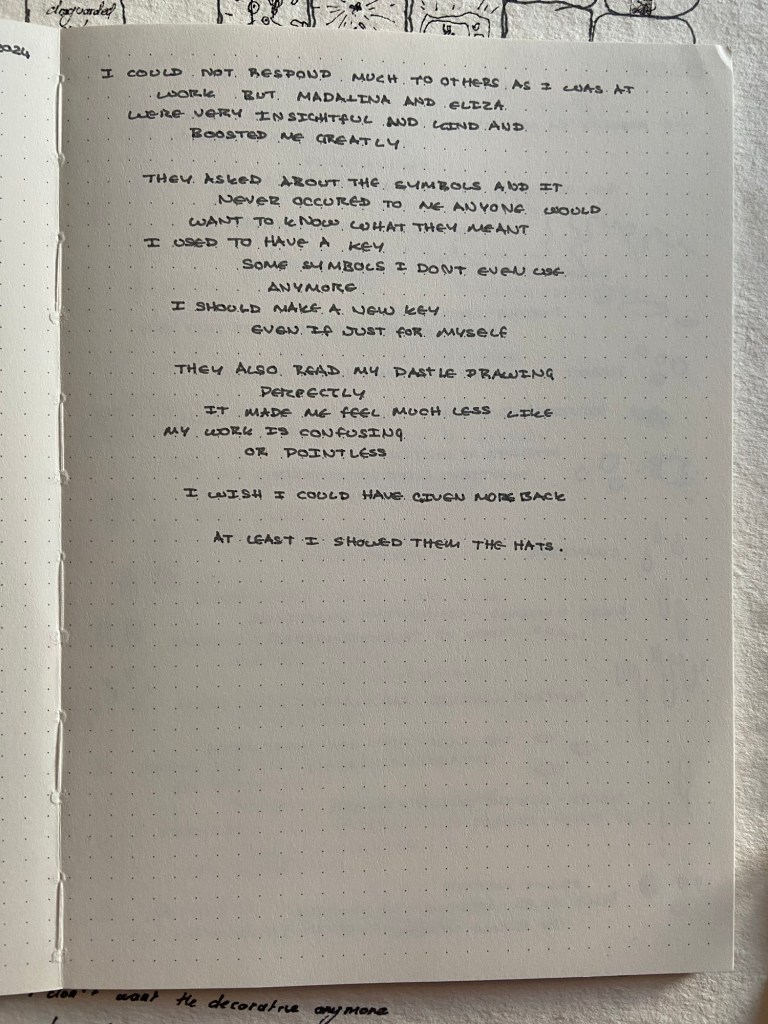 cloguarded
2024
I COULD NOT RESPOND MUCH TO OTHERS AS I WAS AT
WORK BUT MADALINA AND ELIZA
WERE VERY INSICHTFUL AND KIND AND
BOOSTED ME GREATLY
THEY ASKED ABOUT THE SYMBOLS AND IT
NEVER OCCURED TO ME ANYONE WOULD
WANT TO KNOW WHAT THEY MEANT
I USED TO HAVE A KEY
SOME SYMBOLS I DONT EVEN USE
ANYMORE
I SHOULD MAKE A NEW KEY
EVEN IF JUST FOR MYSELF
THEY ALSO READ MY PASTLE DRAWING
PERFECTLY
IT MADE ME FEEL MUCH LESS LIKE
MY WORK IS CONFUSING
OR POINTLESS
I WISH I COULD HAVE GIVEN MORE BACK
AT LEAST I SHOWED THEM THE HATS.
don't want the decorative anymore